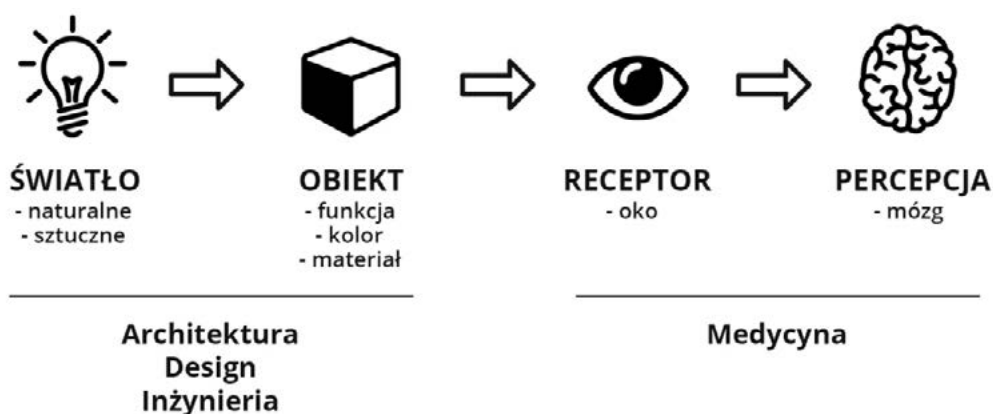 ŚWIATŁO
- naturalne
- sztuczne
OBIEKT
- funkcja
- kolor
- materiał
RECEPTOR
- oko
PERCEPCJA
- mózg
Architektura
Design
Inżynieria
Medycyna